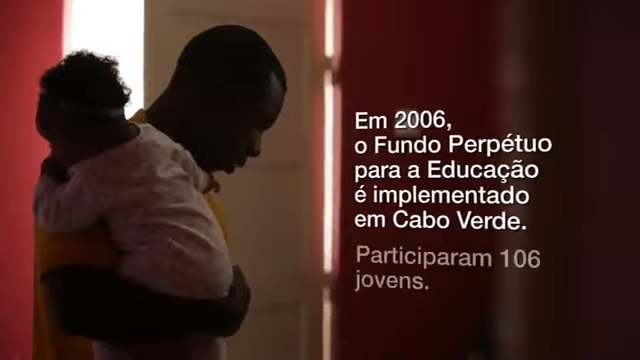 Em 2006,
o Fundo Perpétuo
para a Educação
é implementado
em Cabo Verde.
Participaram 106
jovens.